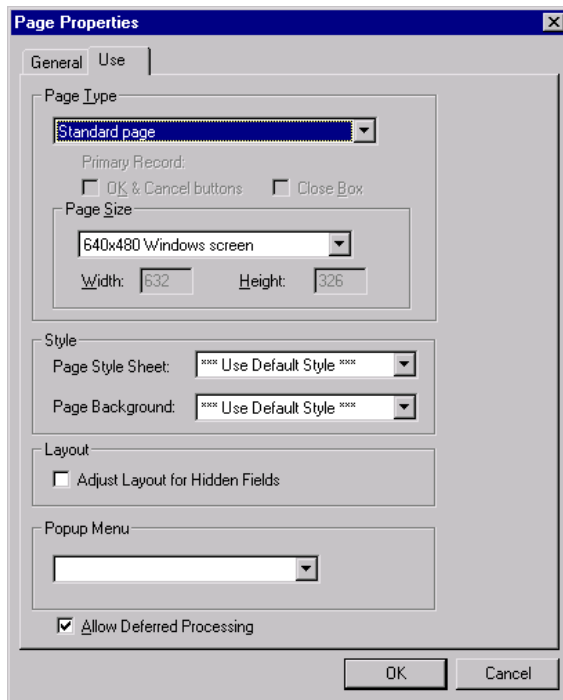 Page Properties
General Use
Page Type
Standard page
Primary Record:
OK & Cancel buttons Close Box
Page Size
640x480 Windows screen
Width: 632 Height: 326
Style
Page Style Sheet: *** Use Default Style ***
Page Background: *** Use Default Style ***
Layout
Adjust Layout for Hidden Fields
Popup Menu
Allow Deferred Processing
OK Cancel